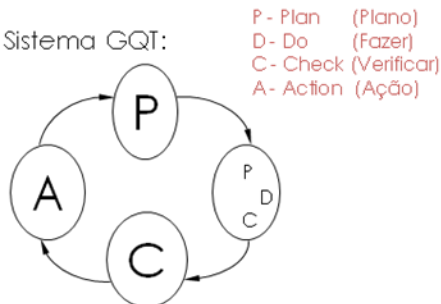 Sistema GQT:
P - Plan (Plano)
D - Do (Fazer)
C - Check (Verificar)
A - Action (Ação)
P
P
D
C
C
A